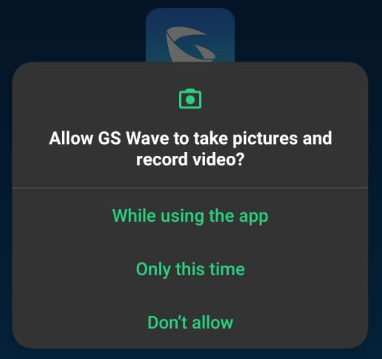 Allow GS Wave to take pictures and
record video?
While using the app
Only this time
Don't allow